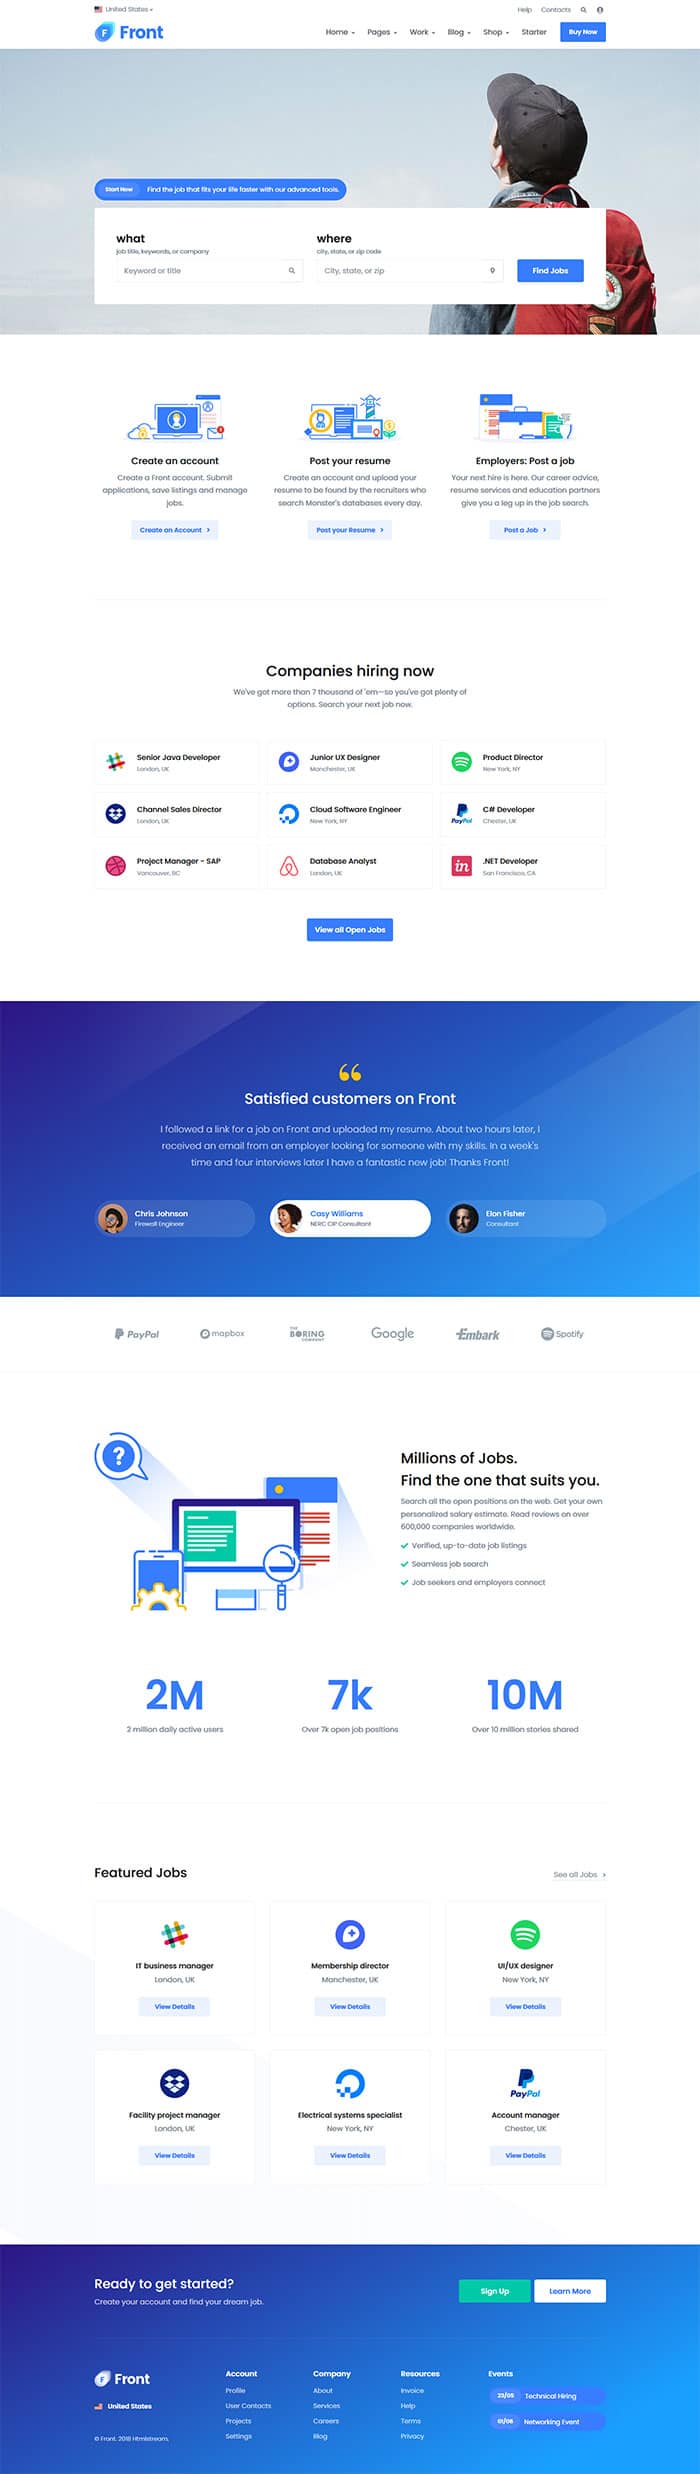 United States
Help Contacts
Front
Home Pages Work Blog Shop Starter Buy Now
Start Now Find the job that fits your life faster with our advanced tools.
what
job title, keywords, or company
Keyword or title
where
city, state, or zip code
City, state, or zip
Find Jobs
Create an account
Create a Front account. Submit
applications, save listings and manage
jobs.
Create an Account
Post your resume
Create an account and upload your
resume to be found by the recruiters who
search Monster's databases every day.
Post your Resume
Employers: Post a job
Your next hire is here. Our career advice,
resume services and education partners
give you a leg up in the job search.
Post a Job
Companies hiring now
We've got more than 7 thousand of 'em—so you've got plenty of
options. Search your next job now.
Senior Java Developer
London, UK
Junior UX Designer
Manchester, UK
Product Director
New York, NY
Channel Sales Director
London, UK
Cloud Software Engineer
New York, NY
PayPal
C# Developer
Chester, UK
Project Manager - SAP
Vancouver, BC
Database Analyst
London, UK
in
.NET Developer
San Francisco, CA
View all Open Jobs
Satisfied customers on Front
I followed a link for a job on Front and uploaded my resume. About two hours later, I
received an email from an employer looking for someone with my skills. In a week's
time and four interviews later I have a fantastic new job! Thanks Front!
Chris Johnson
Firewall Engineer
Casy Williams
NERC CIP Consultant
Elon Fisher
Consultant
PayPal
mapbox
THE
BORING
COMPANY
Google
Embark
Spotify
?
Millions of Jobs.
Find the one that suits you.
Search all the open positions on the web. Get your own
personalized salary estimate. Read reviews on over
600,000 companies worldwide.
Verified, up-to-date job listings
Seamless job search
Job seekers and employers connect
2M
2 million daily active users
7k
Over 7k open job positions
10M
Over 10 million stories shared
Featured Jobs
See all Jobs
IT business manager
London, UK
View Details
Membership director
Manchester, UK
View Details
UI/UX designer
New York, NY
View Details
Facility project manager
London, UK
View Details
Electrical systems specialist
New York, NY
View Details
PayPal
Account manager
Chester, UK
View Details
Ready to get started?
Create your account and find your dream job.
Sign Up
Learn More
Front
United States
© Front. 2018 Htmlstream.
Account
Profile
User Contacts
Projects
Settings
Company
About
Services
Careers
Blog
Resources
Invoice
Help
Terms
Privacy
Events
23/05 Technical Hiring
01/06 Networking Event